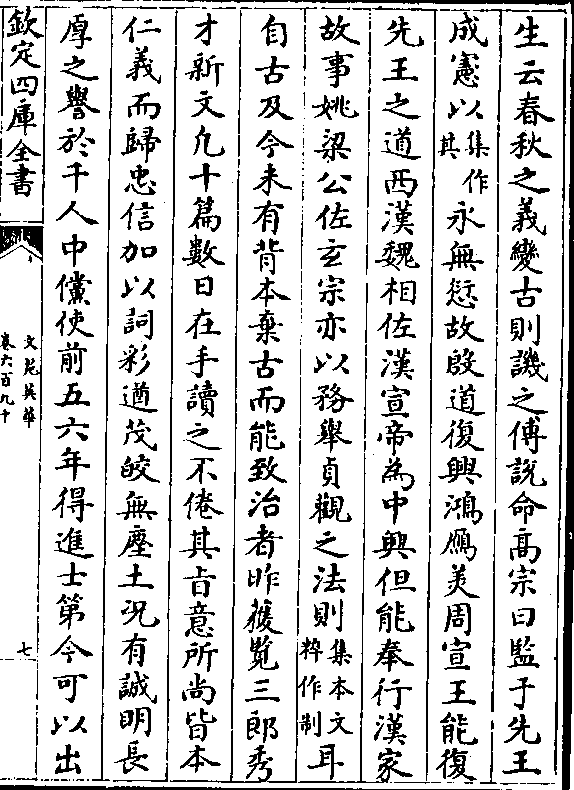 生云春秋之義變古則譏之傅說命高宗曰監于先王
成憲以集作其永無愆故殷道復興鴻鴈美周宣王能復
先王之道西漢魏相佐漢宣帝為中興但能奉行漢家
故事姚梁公佐玄宗亦以務舉貞觀之法則集本文粹作制耳
自古及今未有背本棄古而能致治者昨獲覽三郎秀
才新文凡十篇數日在手讀之不倦其㫖意所尚皆本
仁義而歸忠信加以詞彩遒茂皎無塵土况有誠明長
厚之譽於千人中儻使前五六年得進士第今可以出
欽定四庫全書
文苑英華
卷六百九十
七